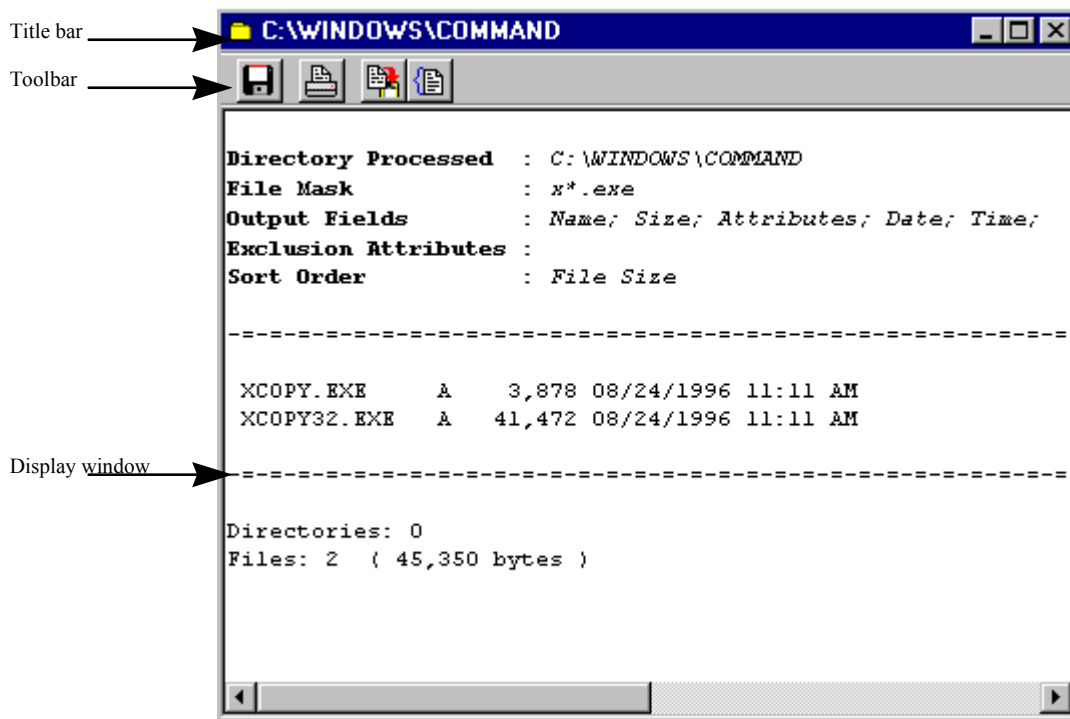 Title bar
C:\WINDOWS\COMMAND
Toolbar
Directory Processed : C:\WINDOWS\COMMAND
File Mask : x*.exe
Output Fields : Name; Size; Attributes; Date; Time;
Exclusion Attributes :
Sort Order : File Size
-=-=-=-=-=-=-=-=-=-=-=-=-=-=-=-=-=-=-=-=-=-=-=-=-=-=-=-=-=-=
XCOPY.EXE A 3,878 08/24/1996 11:11 AM
XCOPY32.EXE A 41,472 08/24/1996 11:11 AM
Display window
-=-=-=-=-=-=-=-=-=-=-=-=-=-=-=-=-=-=-=-=-=-=-=-=-=-=-=-=-=-=
Directories: 0
Files: 2 ( 45,350 bytes )